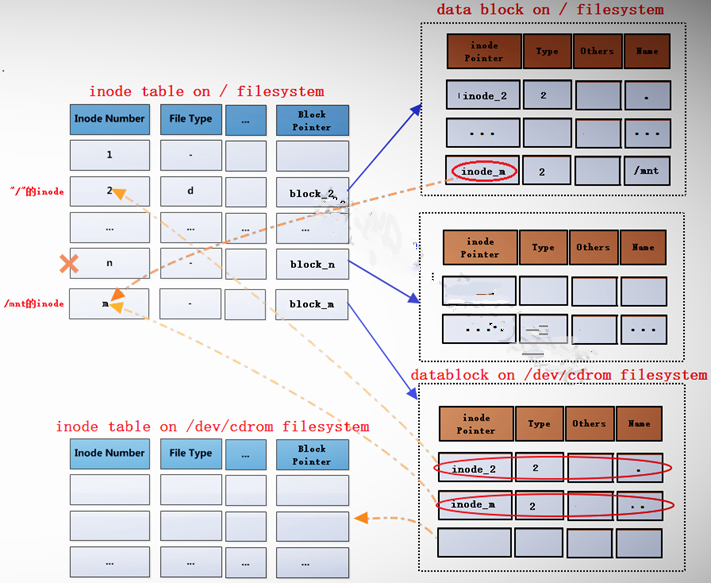 data block on / filesystem
inode Pointer Type Others Name
inode_2 2 .
... ...
inode_m 2 /mnt
inode table on / filesystem
Inode Number File Type ... Block Pointer
1 -
"/"的inode 2 d block_2
... ... ...
n - block_n
/mnt的inode m - block_m
inode Pointer Type Others Name
... ...
datablock on /dev/cdrom filesystem
inode Pointer Type Others Name
inode_2 2 .
inode_m 2 ..
inode table on /dev/cdrom filesystem
Inode Number File Type ... Block Pointer
... ... ...